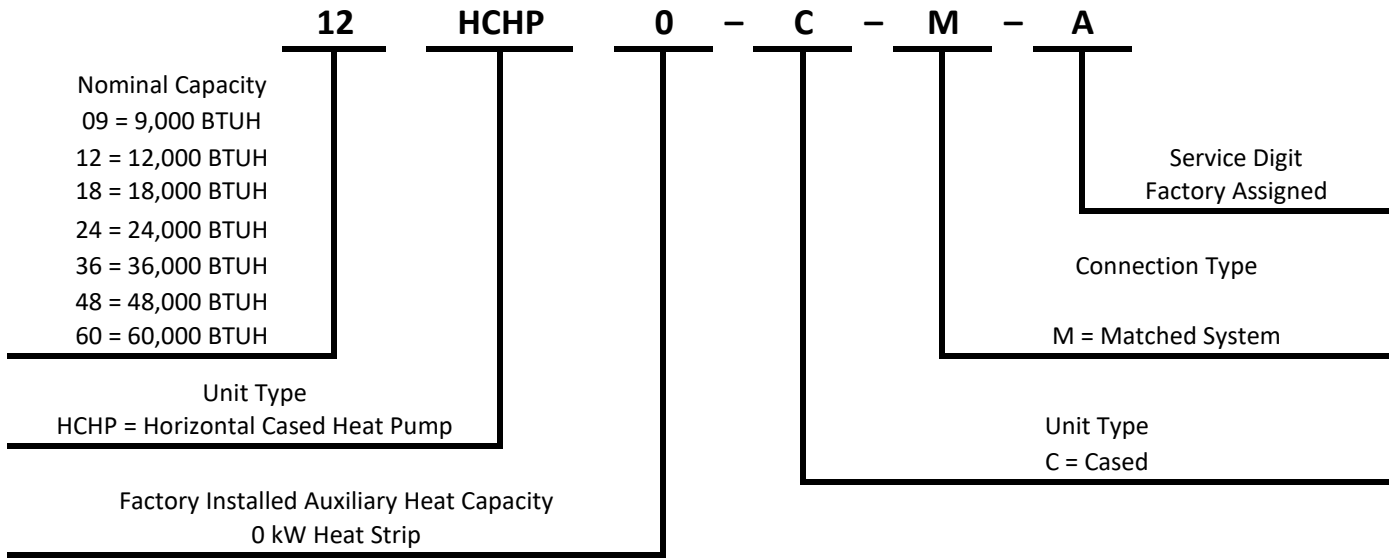 12 HCHP 0 – C – M – A
Nominal Capacity
09 = 9,000 BTUH
12 = 12,000 BTUH
18 = 18,000 BTUH
24 = 24,000 BTUH
36 = 36,000 BTUH
48 = 48,000 BTUH
60 = 60,000 BTUH
Service Digit
Factory Assigned
Connection Type
M = Matched System
Unit Type
HCHP = Horizontal Cased Heat Pump
Unit Type
C = Cased
Factory Installed Auxiliary Heat Capacity
0 kW Heat Strip